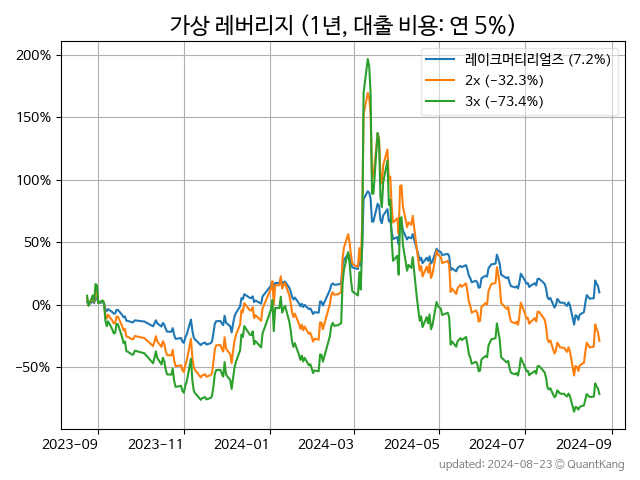 가상 레버리지 (1년, 대출 비용: 연 5%)
레이크머티리얼즈 (7.2%)
2x (−32.3%)
3x (−73.4%)
200%
150%
100%
50%
0%
−50%
2023-09
2023-11
2024-01
2024-03
2024-05
2024-07
2024-09
updated: 2024-08-23 © QuantKang